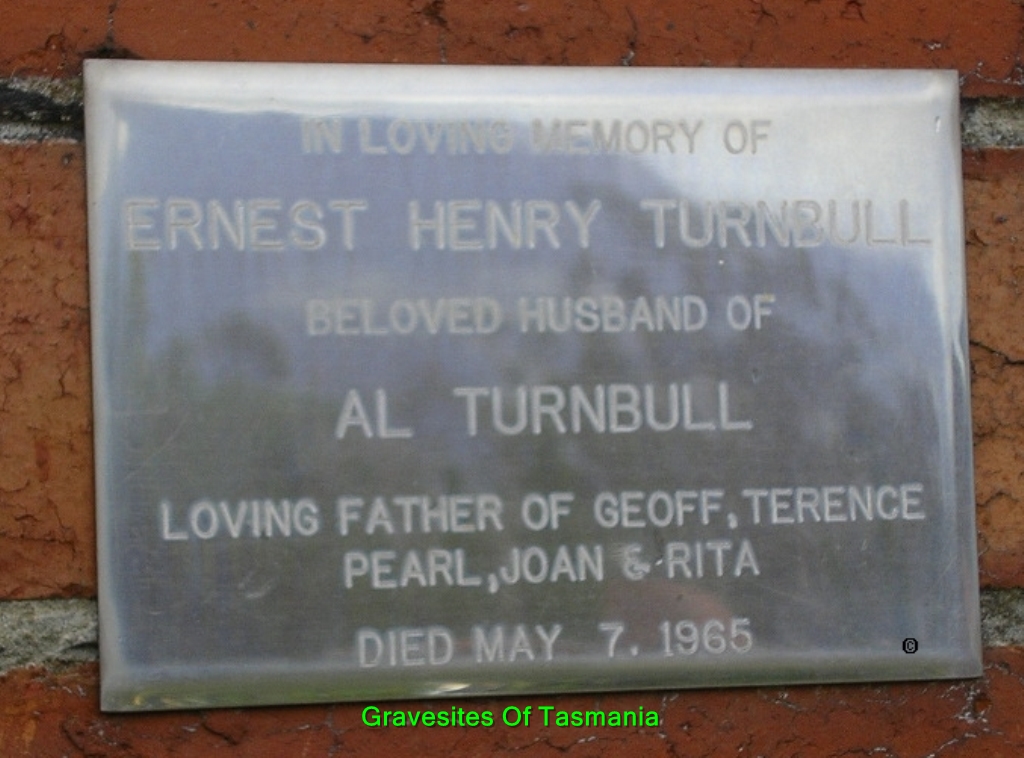 IN LOVING MEMORY OF
ERNEST HENRY TURNBULL
BELOVED HUSBAND OF
AL TURNBULL
LOVING FATHER OF GEOFF, TERENCE
PEARL, JOAN & RITA
DIED MAY 7. 1965
©
Gravesites Of Tasmania